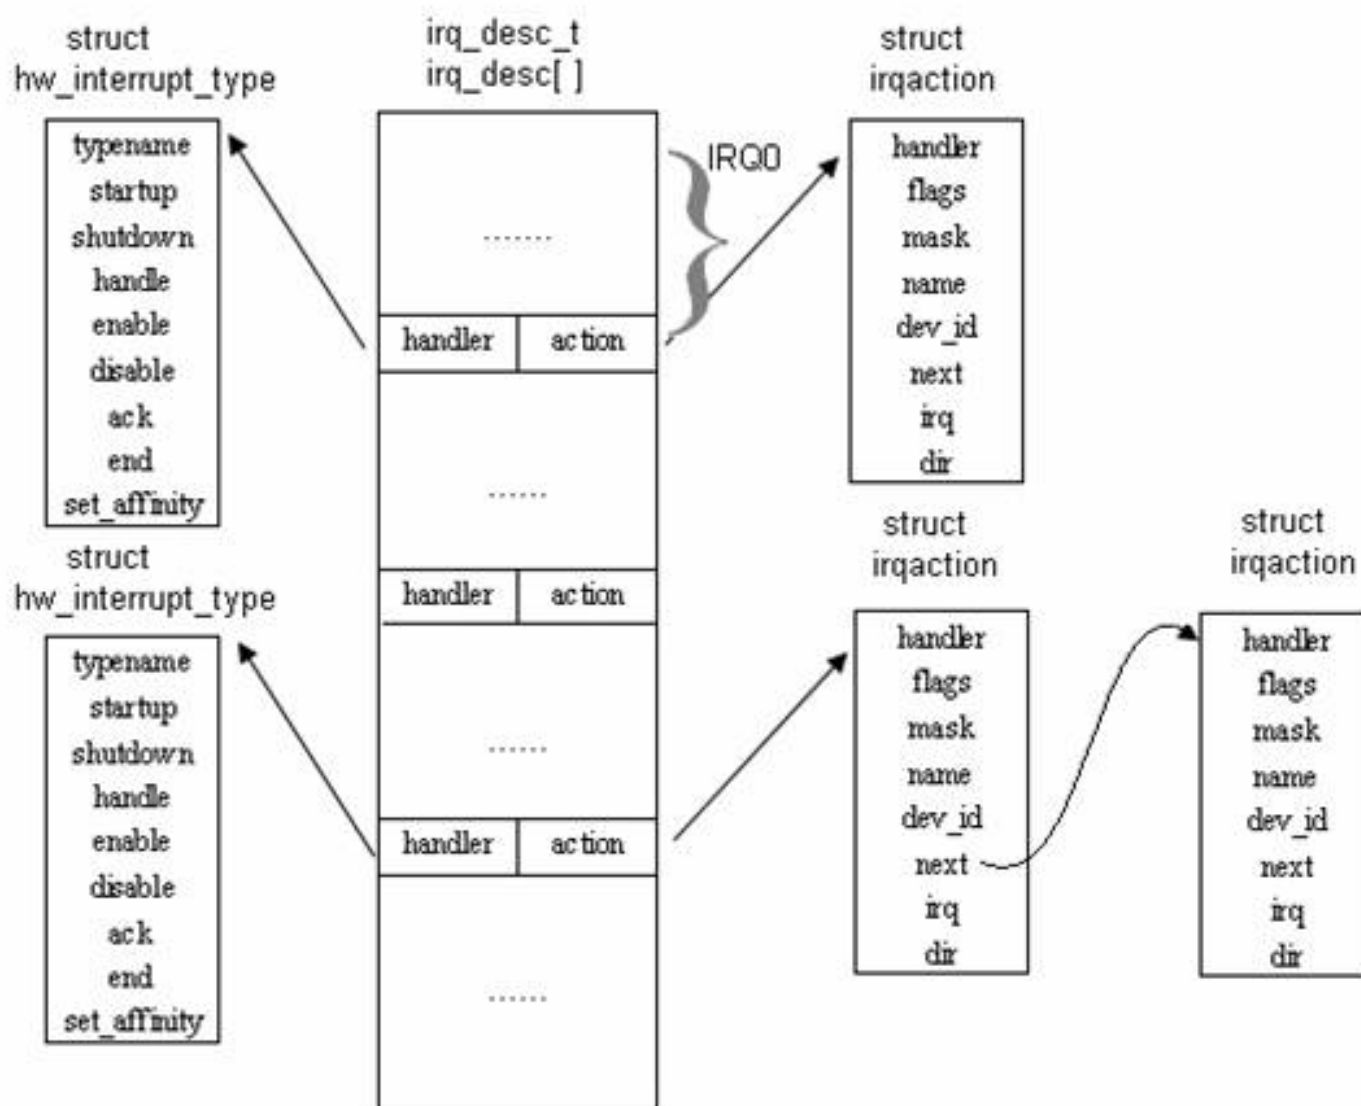 struct
hw_interrupt_type
typename
startup
shutdown
handle
enable
disable
ack
end
set_affinity
struct
hw_interrupt_type
typename
startup
shutdown
handle
enable
disable
ack
end
set_affinity
irq_desc_t
irq_desc[ ]
.......
handler action
......
handler action
......
handler action
......
IRQ0
struct
irqaction
handler
flags
mask
name
dev_id
next
irq
dir
struct
irqaction
handler
flags
mask
name
dev_id
next
irq
dir
struct
irqaction
handler
flags
mask
name
dev_id
next
irq
dir